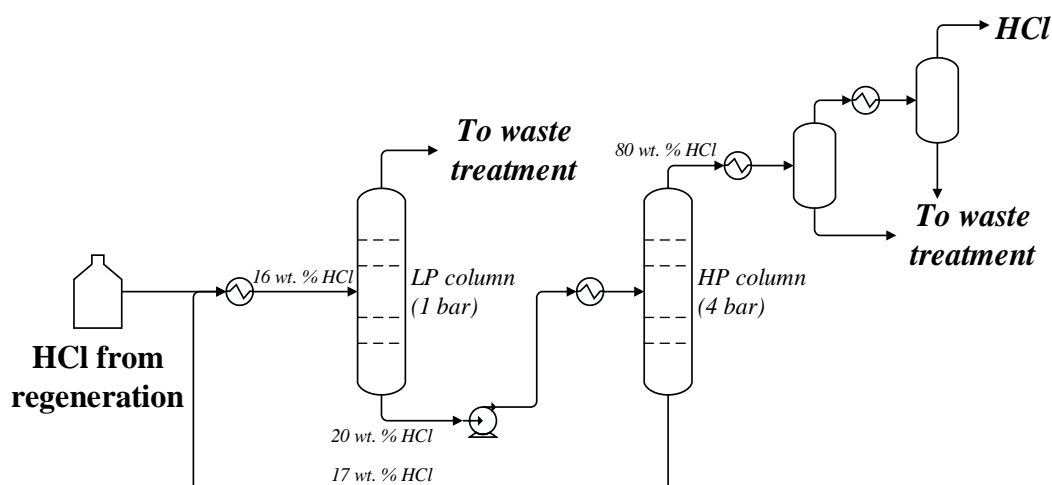 HCl
To waste
treatment
80 wt. % HCl
To waste
treatment
16 wt. % HCl
LP column
(1 bar)
HP column
(4 bar)
HCl from
regeneration
20 wt. % HCl
17 wt. % HCl